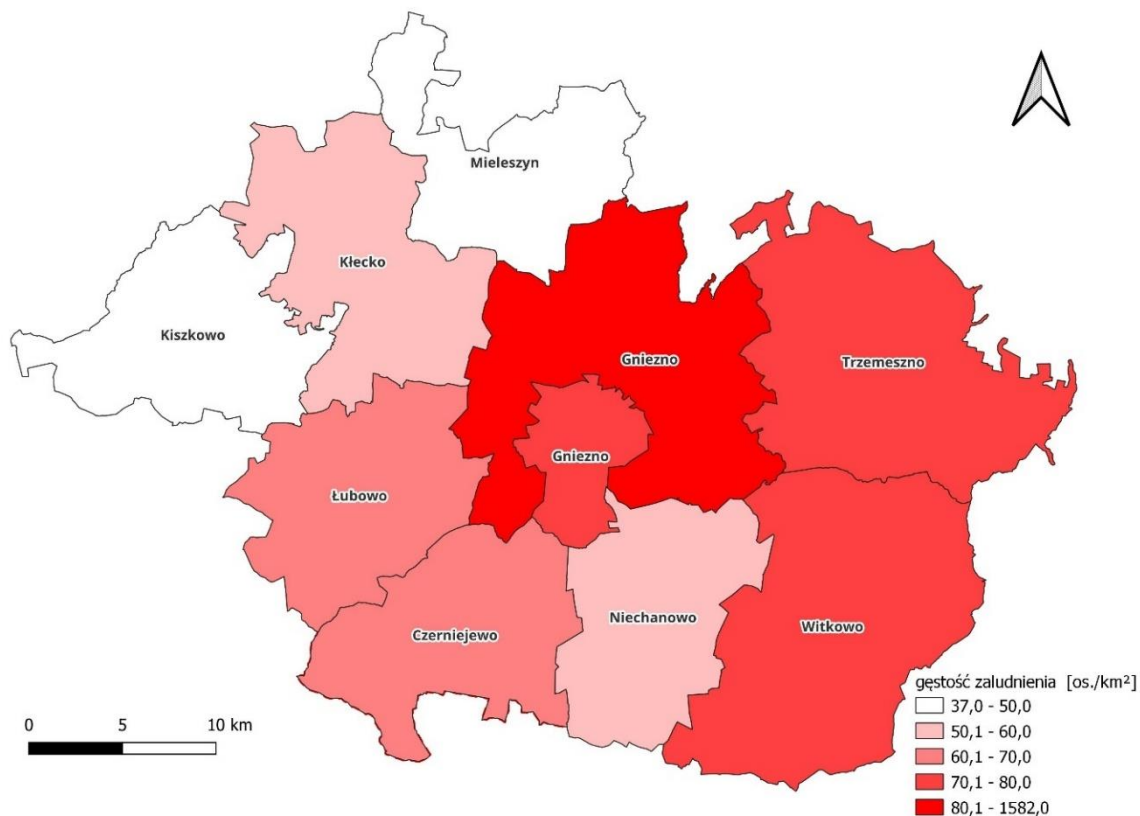 Mieleszyn
Kłecko
Kiszkowo
Gniezno
Trzemeszno
Gniezno
Łubowo
Niechanowo
Czerniejewo
Witkowo
gęstość zaludnienia [os./km²]
37,0 - 50,0
50,1 - 60,0
60,1 - 70,0
70,1 - 80,0
80,1 - 1582,0
0 5 10 km